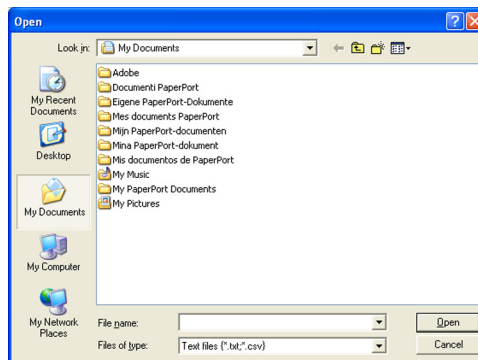 Open
Look in:
My Documents
My Recent
Documents
Desktop
My Documents
My Computer
My Network
Places
Adobe
Documenti PaperPort
Eigene PaperPort-Dokumente
Mes documents PaperPort
Mijn PaperPort-documenten
Mina PaperPort-dokument
Mis documentos de PaperPort
My Music
My PaperPort Documents
My Pictures
File name:
Open
Files of type:
Text files {*.txt;*.csv}
Cancel